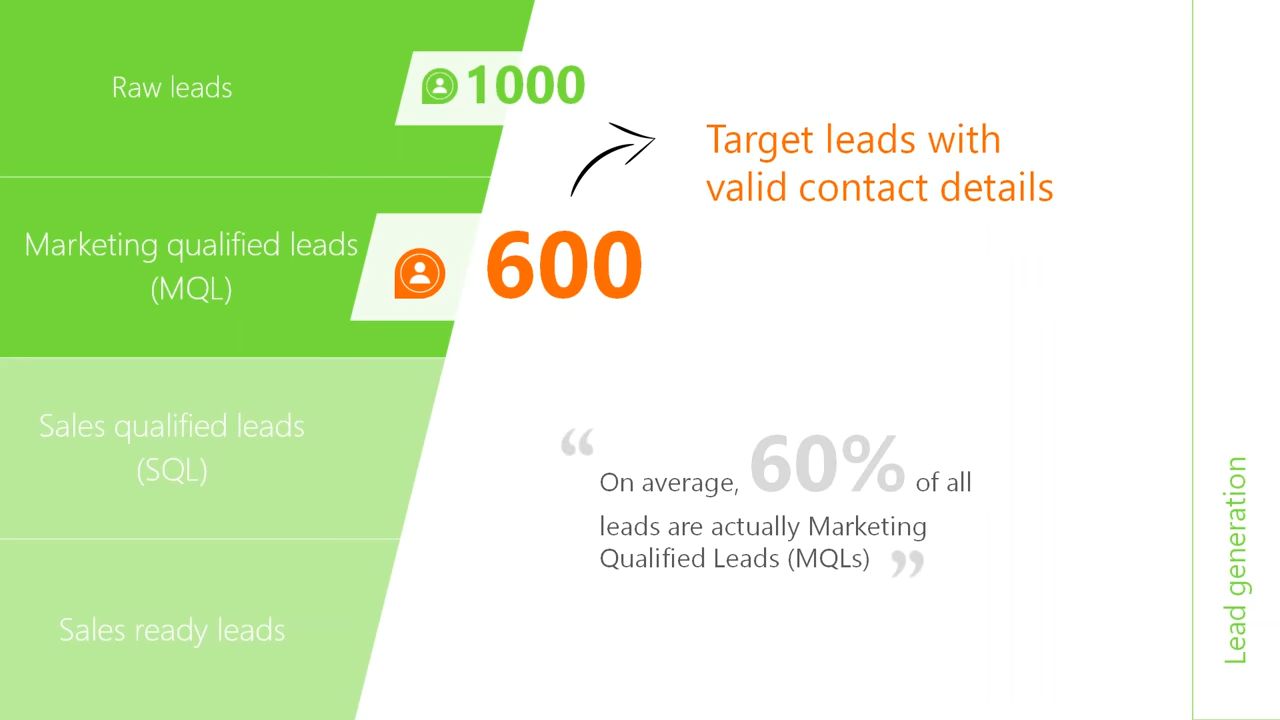 Raw leads
1000
Target leads with
valid contact details
Marketing qualified leads
(MQL)
600
Sales qualified leads
(SQL)
“
On average, 60% of all
leads are actually Marketing
Qualified Leads (MQLs) ”
Sales ready leads
Lead generation